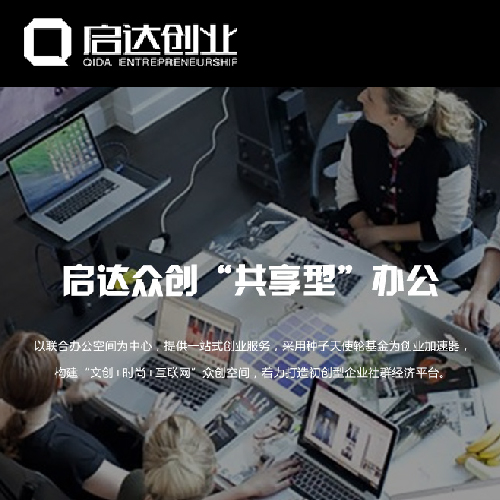 启达创业
QIDA ENTREPRENEURSHIP
启达众创“共享型”办公
以联合办公空间为中心，提供一站式创业服务，采用种子天使轮基金为创业加速器，
构建“文创+时尚+互联网”众创空间，着力打造初创型企业社群经济平台。